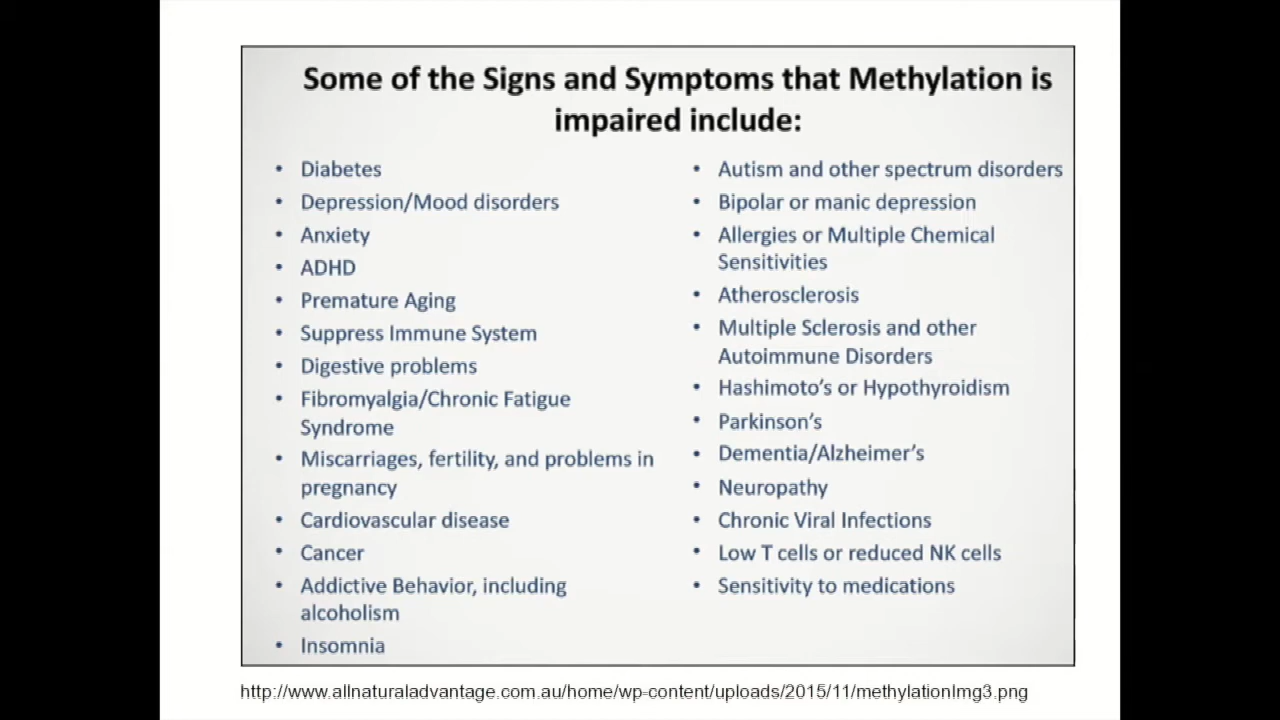 Some of the Signs and Symptoms that Methylation is
impaired include:
• Diabetes
• Depression/Mood disorders
• Anxiety
• ADHD
• Premature Aging
• Suppress Immune System
• Digestive problems
• Fibromyalgia/Chronic Fatigue
Syndrome
• Miscarriages, fertility, and problems in
pregnancy
• Cardiovascular disease
• Cancer
• Addictive Behavior, including
alcoholism
• Insomnia
• Autism and other spectrum disorders
• Bipolar or manic depression
• Allergies or Multiple Chemical
Sensitivities
• Atherosclerosis
• Multiple Sclerosis and other
Autoimmune Disorders
• Hashimoto's or Hypothyroidism
• Parkinson's
• Dementia/Alzheimer's
• Neuropathy
• Chronic Viral Infections
• Low T cells or reduced NK cells
• Sensitivity to medications
http://www.allnaturaladvantage.com.au/home/wp-content/uploads/2015/11/methylationImg3.png